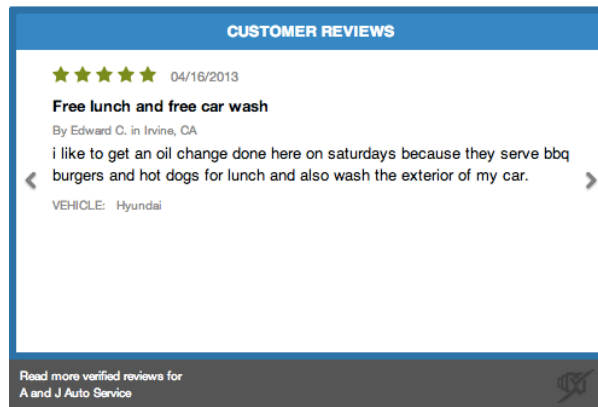 CUSTOMER REVIEWS
04/16/2013
Free lunch and free car wash
By Edward C. in Irvine, CA
i like to get an oil change done here on saturdays because they serve bbq
burgers and hot dogs for lunch and also wash the exterior of my car.
VEHICLE: Hyundai
Read more verified reviews for
A and J Auto Service